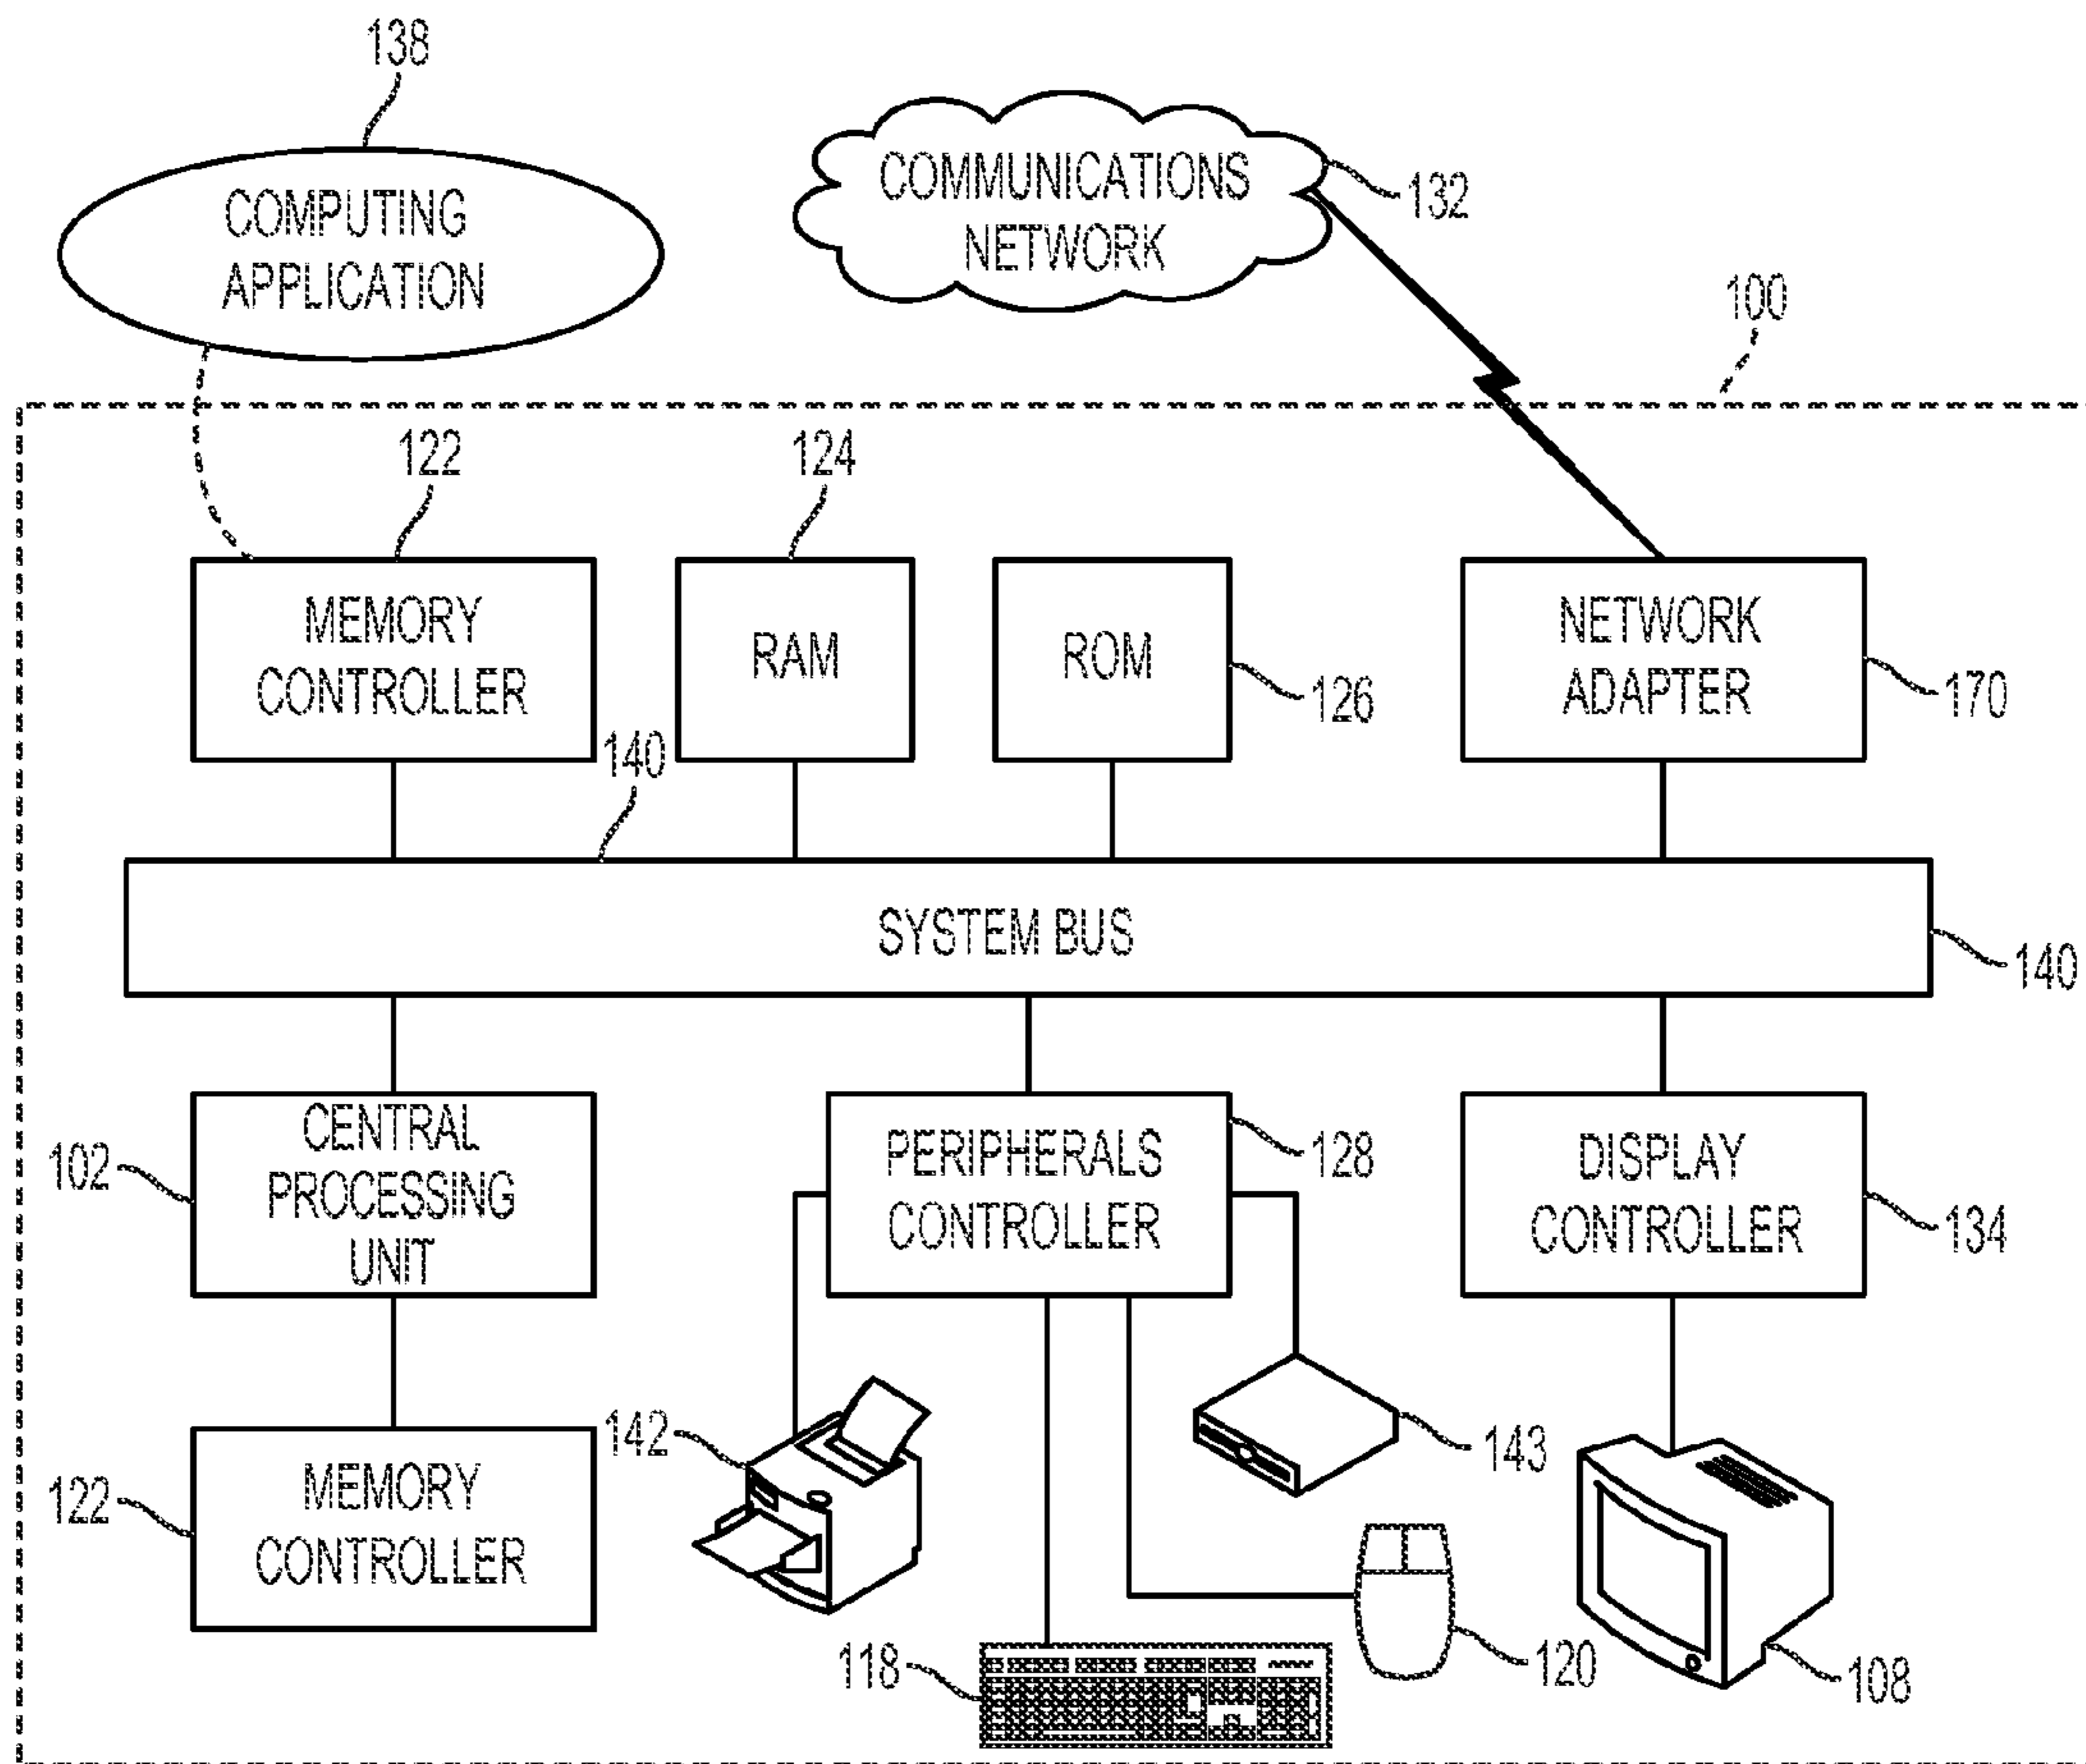 138
COMPUTING
APPLICATION
COMMUNICATIONS
NETWORK
132
100
122
124
MEMORY
CONTROLLER
RAM
ROM
126
NETWORK
ADAPTER
170
140
SYSTEM BUS
140
102
CENTRAL
PROCESSING
UNIT
PERIPHERALS
CONTROLLER
128
DISPLAY
CONTROLLER
134
122
MEMORY
CONTROLLER
142
143
118
120
108